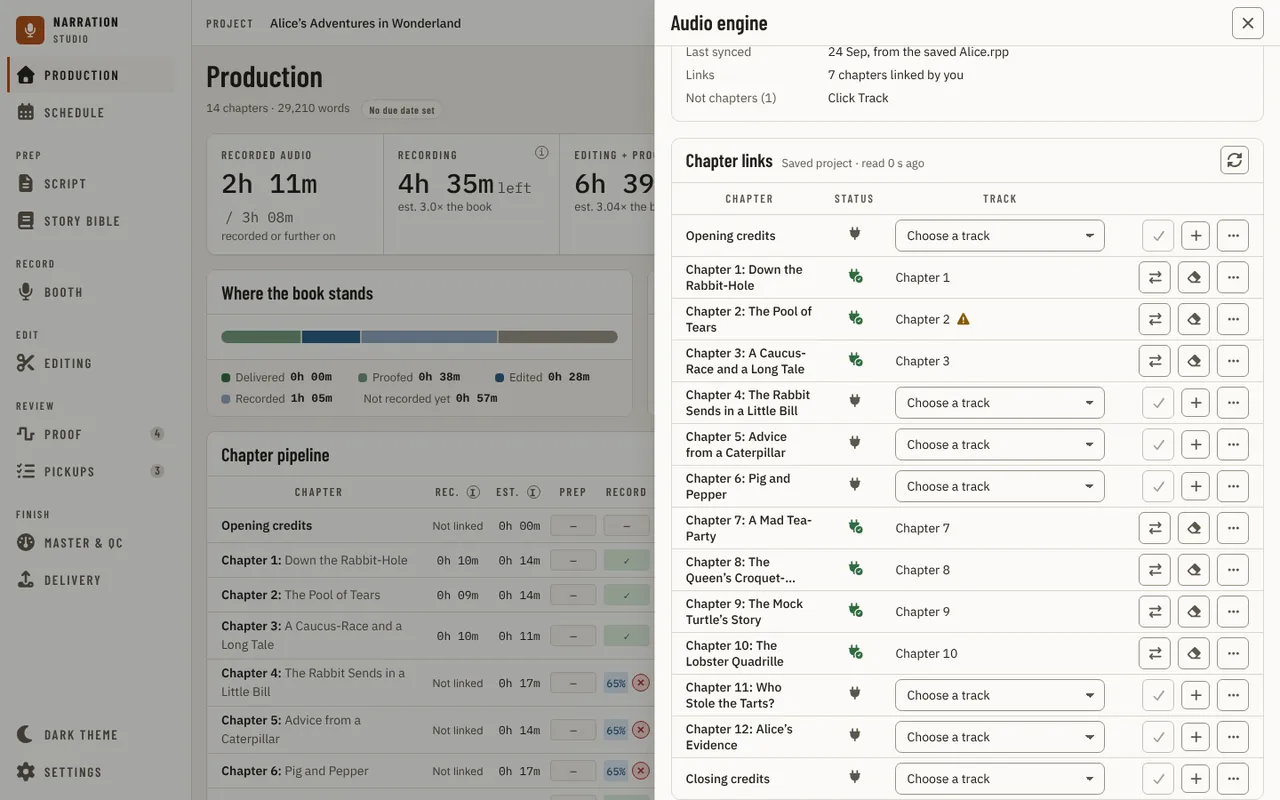 NARRATION
STUDIO
PRODUCTION
SCHEDULE
PREP
SCRIPT
STORY BIBLE
RECORD
BOOTH
EDIT
EDITING
REVIEW
PROOF 4
PICKUPS 3
FINISH
MASTER & QC
DELIVERY
DARK THEME
SETTINGS
PROJECT Alice's Adventures in Wonderland
Production
14 chapters · 29,210 words No due date set
RECORDED AUDIO
2h 11m
/ 3h 08m
recorded or further on
RECORDING
4h 35m left
est. 3.0× the book
EDITING + PRO
6h 39
est. 3.04× the b
Where the book stands
Delivered 0h 00m Proofed 0h 38m Edited 0h 28m
Recorded 1h 05m Not recorded yet 0h 57m
Chapter pipeline
CHAPTER REC. EST. PREP RECORD
Opening credits Not linked 0h 00m – –
Chapter 1: Down the Rabbit-Hole 0h 10m 0h 14m – ✓
Chapter 2: The Pool of Tears 0h 09m 0h 14m – ✓
Chapter 3: A Caucus-Race and a
Long Tale 0h 10m 0h 11m – ✓
Chapter 4: The Rabbit Sends in a
Little Bill Not linked 0h 17m – 65%
Chapter 5: Advice from a
Caterpillar Not linked 0h 14m – 65%
Chapter 6: Pig and Pepper Not linked 0h 17m – 65%
Audio engine
Last synced 24 Sep, from the saved Alice.rpp
Links 7 chapters linked by you
Not chapters (1) Click Track
Chapter links Saved project · read 0 s ago
CHAPTER STATUS TRACK
Opening credits Choose a track
Chapter 1: Down the
Rabbit-Hole Chapter 1
Chapter 2: The Pool of
Tears Chapter 2
Chapter 3: A Caucus-
Race and a Long Tale Chapter 3
Chapter 4: The Rabbit
Sends in a Little Bill Choose a track
Chapter 5: Advice
from a Caterpillar Choose a track
Chapter 6: Pig and
Pepper Choose a track
Chapter 7: A Mad Tea-
Party Chapter 7
Chapter 8: The
Queen's Croquet-... Chapter 8
Chapter 9: The Mock
Turtle's Story Chapter 9
Chapter 10: The
Lobster Quadrille Chapter 10
Chapter 11: Who
Stole the Tarts? Choose a track
Chapter 12: Alice's
Evidence Choose a track
Closing credits Choose a track